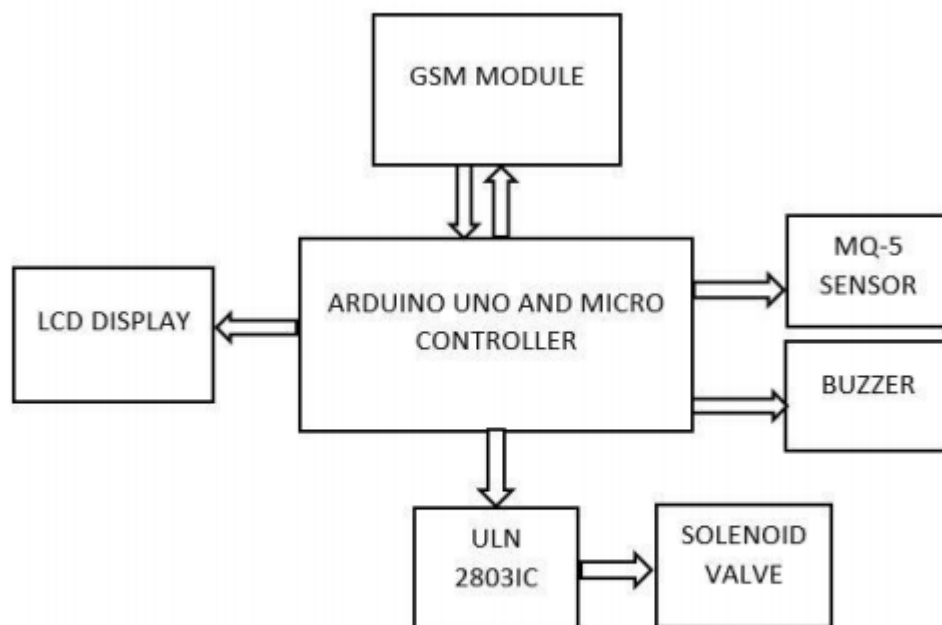 GSM MODULE
MQ-5
SENSOR
LCD DISPLAY
ARDUINO UNO AND MICRO
CONTROLLER
BUZZER
ULN
2803IC
SOLENOID
VALVE